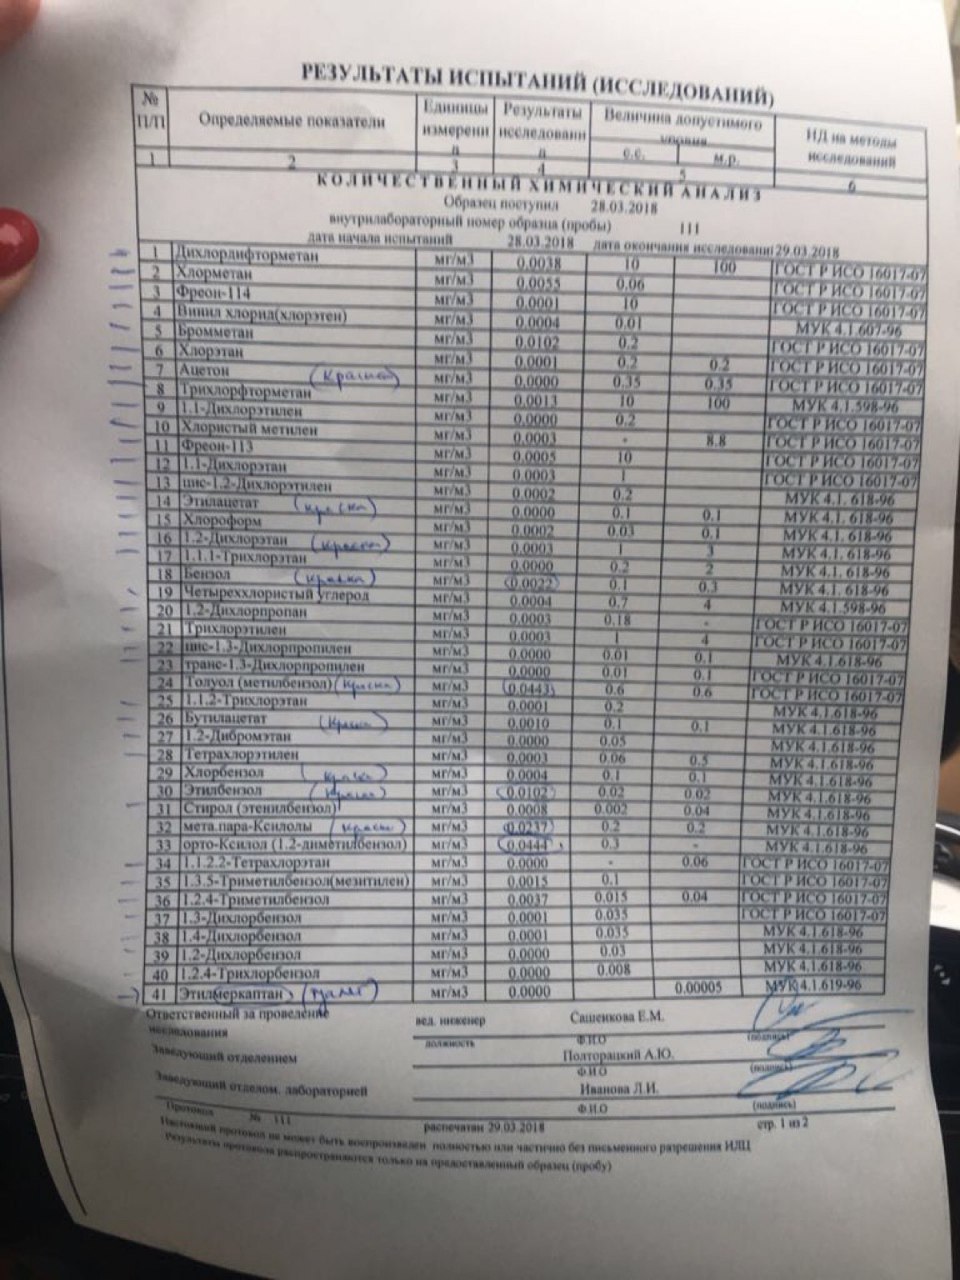 РЕЗУЛЬТАТЫ ИСПЫТАНИЙ (ИССЛЕДОВАНИЙ)
№ П/П Определяемые показатели Единицы измерени я Результаты исследовани я Величина допустимого уровня НД на методы исследований
с.с. м.р.
1 2 3 4 5 6
КОЛИЧЕСТВЕННЫЙ ХИМИЧЕСКИЙ АНАЛИЗ
Образец поступил 28.03.2018
внутрилабораторный номер образца (пробы) 111
дата начала испытаний 28.03.2018 дата окончания исследовани 29.03.2018
1 Дихлордифторметан мг/м3 0.0038 10 100 ГОСТ Р ИСО 16017-07
2 Хлорметан мг/м3 0.0055 0.06 ГОСТ Р ИСО 16017-07
3 Фреон-114 мг/м3 0.0001 10 ГОСТ Р ИСО 16017-07
4 Винил хлорид(хлорэтен) мг/м3 0.0004 0.01 МУК 4.1.607-96
5 Бромметан мг/м3 0.0102 0.2 ГОСТ Р ИСО 16017-07
6 Хлорэтан мг/м3 0.0001 0.2 0.2 ГОСТ Р ИСО 16017-07
7 Ацетон (краска) мг/м3 0.0000 0.35 0.35 ГОСТ Р ИСО 16017-07
8 Трихлорфторметан мг/м3 0.0013 10 100 МУК 4.1.598-96
9 1.1-Дихлорэтилен мг/м3 0.0000 0.2 ГОСТ Р ИСО 16017-07
10 Хлористый метилен мг/м3 0.0003 - 8.8 ГОСТ Р ИСО 16017-07
11 Фреон-113 мг/м3 0.0005 10 ГОСТ Р ИСО 16017-07
12 1.1-Дихлорэтан мг/м3 0.0003 1 ГОСТ Р ИСО 16017-07
13 цис-1.2-Дихлорэтилен мг/м3 0.0002 0.2 МУК 4.1. 618-96
14 Этилацетат (краска) мг/м3 0.0000 0.1 0.1 МУК 4.1. 618-96
15 Хлороформ мг/м3 0.0002 0.03 0.1 МУК 4.1. 618-96
16 1.2-Дихлорэтан (краска) мг/м3 0.0003 1 3 МУК 4.1. 618-96
17 1.1.1-Трихлорэтан мг/м3 0.0000 0.2 2 МУК 4.1. 618-96
18 Бензол (краска) мг/м3 0.0022 0.1 0.3 МУК 4.1.598-96
19 Четыреххлористый углерод мг/м3 0.0004 0.7 4 ГОСТ Р ИСО 16017-07
20 1.2-Дихлорпропан мг/м3 0.0003 0.18 - ГОСТ Р ИСО 16017-07
21 Трихлорэтилен мг/м3 0.0003 1 4 МУК 4.1.618-96
22 цис-1.3-Дихлорпропилен мг/м3 0.0000 0.01 0.1 ГОСТ Р ИСО 16017-07
23 транс-1.3-Дихлорпропилен мг/м3 0.0000 0.01 0.1 ГОСТ Р ИСО 16017-07
24 Толуол (метилбензол) (краска) мг/м3 0.0443 0.6 0.6 МУК 4.1.618-96
25 1.1.2-Трихлорэтан мг/м3 0.0001 0.2 МУК 4.1.618-96
26 Бутилацетат (краска) мг/м3 0.0010 0.1 0.1 МУК 4.1.618-96
27 1.2-Дибромэтан мг/м3 0.0000 0.05 МУК 4.1.618-96
28 Тетрахлорэтилен мг/м3 0.0003 0.06 0.5 МУК 4.1.618-96
29 Хлорбензол (краска) мг/м3 0.0004 0.1 0.1 МУК 4.1.618-96
30 Этилбензол (краска) мг/м3 0.0102 0.02 0.02 МУК 4.1.618-96
31 Стирол (этенилбензол) мг/м3 0.0008 0.002 0.04 МУК 4.1.618-96
32 мета.пара-Ксилолы (краска) мг/м3 0.0237 0.2 0.2 МУК 4.1.618-96
33 орто-Ксилол (1.2-диметилбензол) мг/м3 0.0444 0.3 - ГОСТ Р ИСО 16017-07
34 1.1.2.2-Тетрахлорэтан мг/м3 0.0000 - 0.06 ГОСТ Р ИСО 16017-07
35 1.3.5-Триметилбензол(мезитилен) мг/м3 0.0015 0.1 ГОСТ Р ИСО 16017-07
36 1.2.4-Триметилбензол мг/м3 0.0037 0.015 0.04 ГОСТ Р ИСО 16017-07
37 1.3-Дихлорбензол мг/м3 0.0001 0.035 МУК 4.1.618-96
38 1.4-Дихлорбензол мг/м3 0.0001 0.035 МУК 4.1.618-96
39 1.2-Дихлорбензол мг/м3 0.0000 0.03 МУК 4.1.618-96
40 1.2.4-Трихлорбензол мг/м3 0.0000 0.008 МУК 4.1.619-96
41 Этилмеркаптан мг/м3 0.0000 0.00005
Ответственный за проведение исследования вед. инженер Сашенкова Е.М.
должность Ф.И.О (подпись)
Заведующий отделением Полторацкий А.Ю.
Ф.И.О (подпись)
Заведующий отделом. лабораторией Иванова Л.И.
Ф.И.О (подпись)
Протокол № 111 распечатан 29.03.2018 стр. 1 из 2
Настоящий протокол не может быть воспроизведен полностью или частично без письменного разрешения ИЛЦ
Результаты протокола распространяются только на предоставленный образец (пробу)